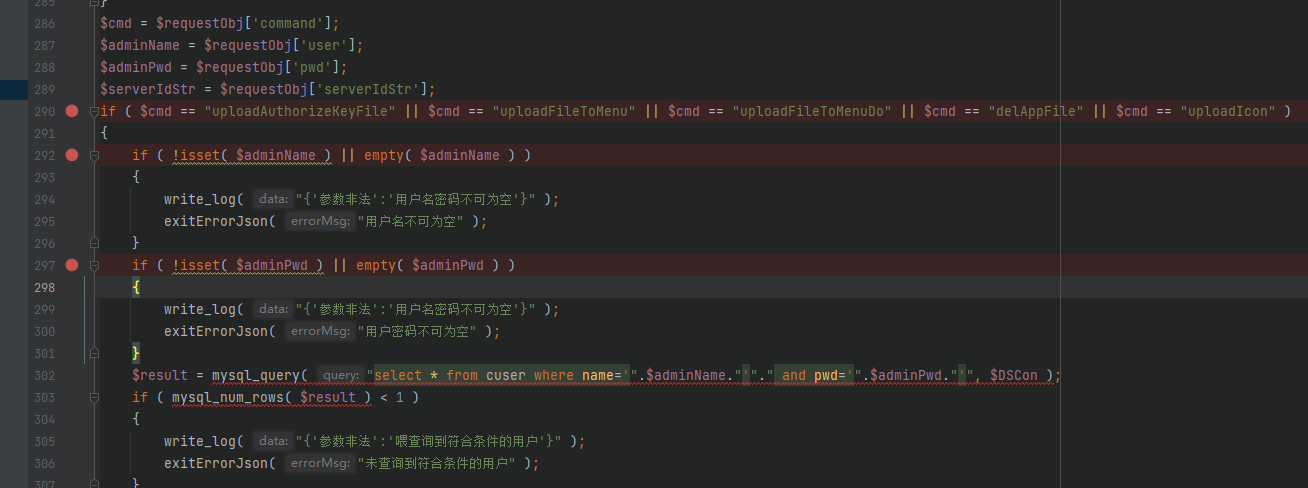 285 }
286 $cmd = $requestObj['command'];
287 $adminName = $requestObj['user'];
288 $adminPwd = $requestObj['pwd'];
289 $serverIdStr = $requestObj['serverIdStr'];
290 if ( $cmd == "uploadAuthorizeKeyFile" || $cmd == "uploadFileToMenu" || $cmd == "uploadFileToMenuDo" || $cmd == "delAppFile" || $cmd == "uploadIcon" )
291 {
292 if ( !isset( $adminName ) || empty( $adminName ) )
293 {
294 write_log( data: "{'参数非法':'用户名密码不可为空'}" );
295 exitErrorJson( errorMsg: "用户名不可为空" );
296 }
297 if ( !isset( $adminPwd ) || empty( $adminPwd ) )
298 {
299 write_log( data: "{'参数非法':'用户名密码不可为空'}" );
300 exitErrorJson( errorMsg: "用户密码不可为空" );
301 }
302 $result = mysql_query( query: "select * from cuser where name='".$adminName."'"." and pwd='".$adminPwd."'", $DSCon );
303 if ( mysql_num_rows( $result ) < 1 )
304 {
305 write_log( data: "{'参数非法':'喂查询到符合条件的用户'}" );
306 exitErrorJson( errorMsg: "未查询到符合条件的用户" );
307 }